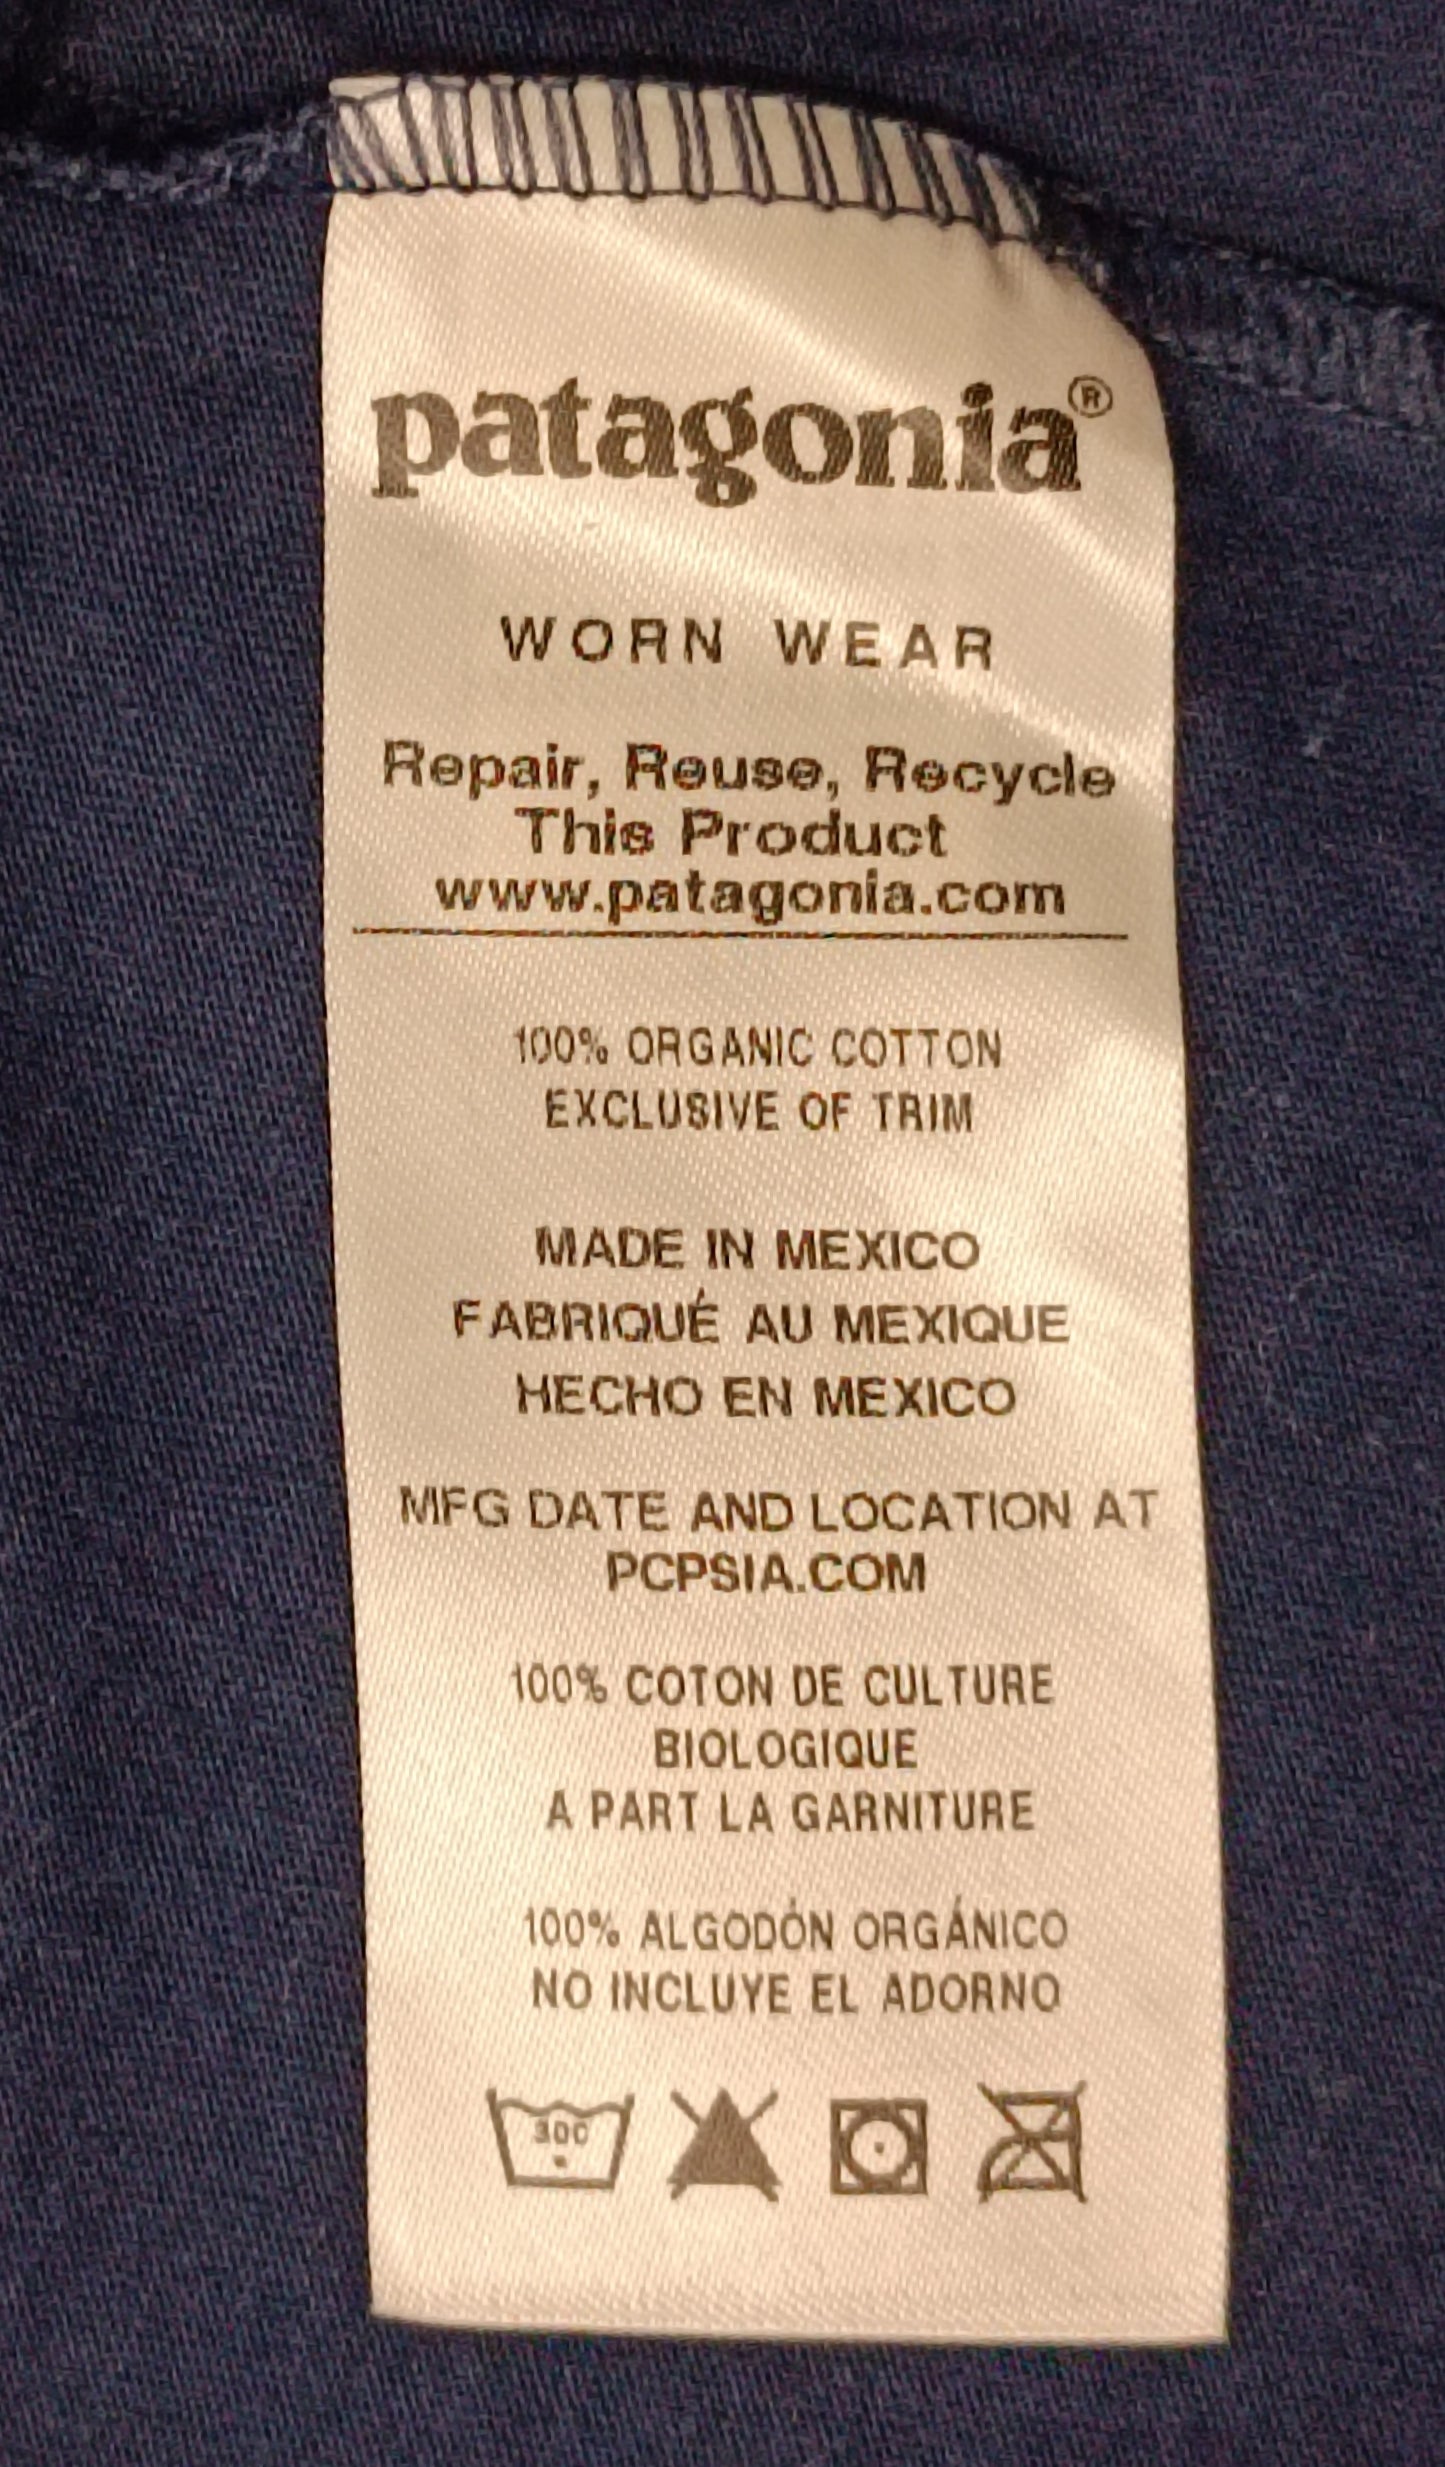 patagonia®
WORN WEAR
Repair, Reuse, Recycle
This Product
www.patagonia.com
100% ORGANIC COTTON
EXCLUSIVE OF TRIM
MADE IN MEXICO
FABRIQUÉ AU MEXIQUE
HECHO EN MEXICO
MFG DATE AND LOCATION AT
PCPSIA.COM
100% COTON DE CULTURE
BIOLOGIQUE
A PART LA GARNITURE
100% ALGODÓN ORGÁNICO
NO INCLUYE EL ADORNO
30C